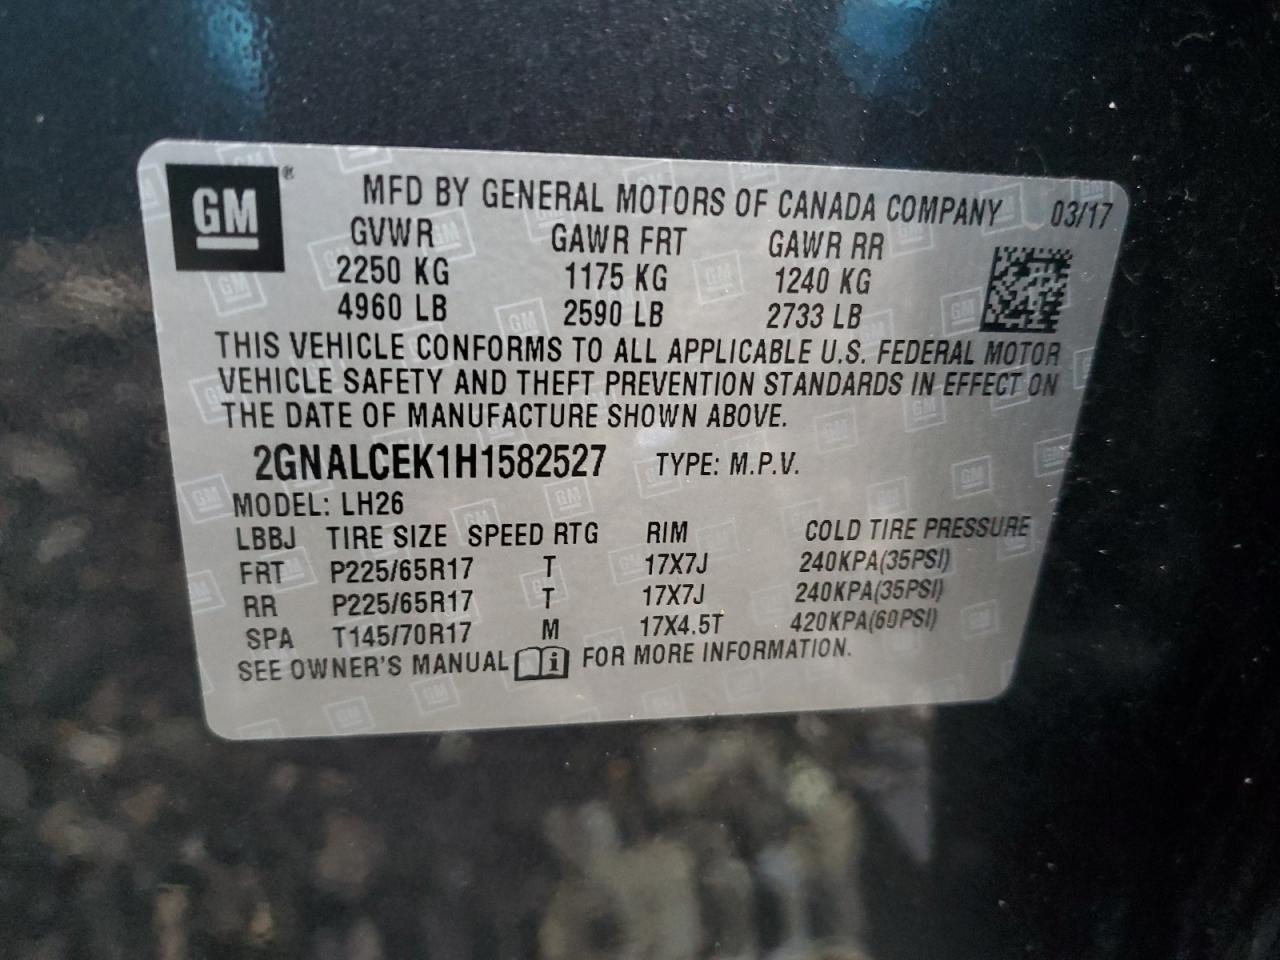 GM ® MFD BY GENERAL MOTORS OF CANADA COMPANY 03/17
GVWR GAWR FRT GAWR RR
2250 KG 1175 KG 1240 KG
4960 LB 2590 LB 2733 LB
THIS VEHICLE CONFORMS TO ALL APPLICABLE U.S. FEDERAL MOTOR
VEHICLE SAFETY AND THEFT PREVENTION STANDARDS IN EFFECT ON
THE DATE OF MANUFACTURE SHOWN ABOVE.
2GNALCEK1H1582527 TYPE: M.P.V.
MODEL: LH26
LBBJ TIRE SIZE SPEED RTG RIM COLD TIRE PRESSURE
FRT P225/65R17 T 17X7J 240KPA(35PSI)
RR P225/65R17 T 17X7J 240KPA(35PSI)
SPA T145/70R17 M 17X4.5T 420KPA(60PSI)
SEE OWNER'S MANUAL i FOR MORE INFORMATION.